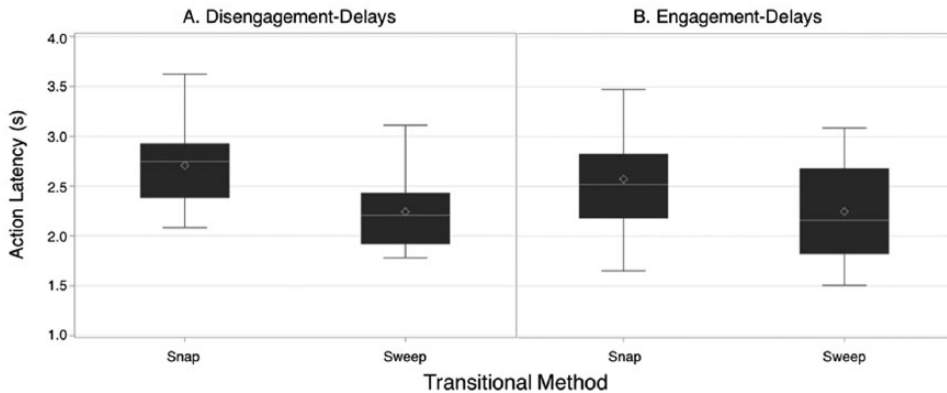 A. Disengagement-Delays
B. Engagement-Delays
Action Latency (s)
4.0
3.5
3.0
2.5
2.0
1.5
1.0
Snap
Sweep
Snap
Sweep
Transitional Method